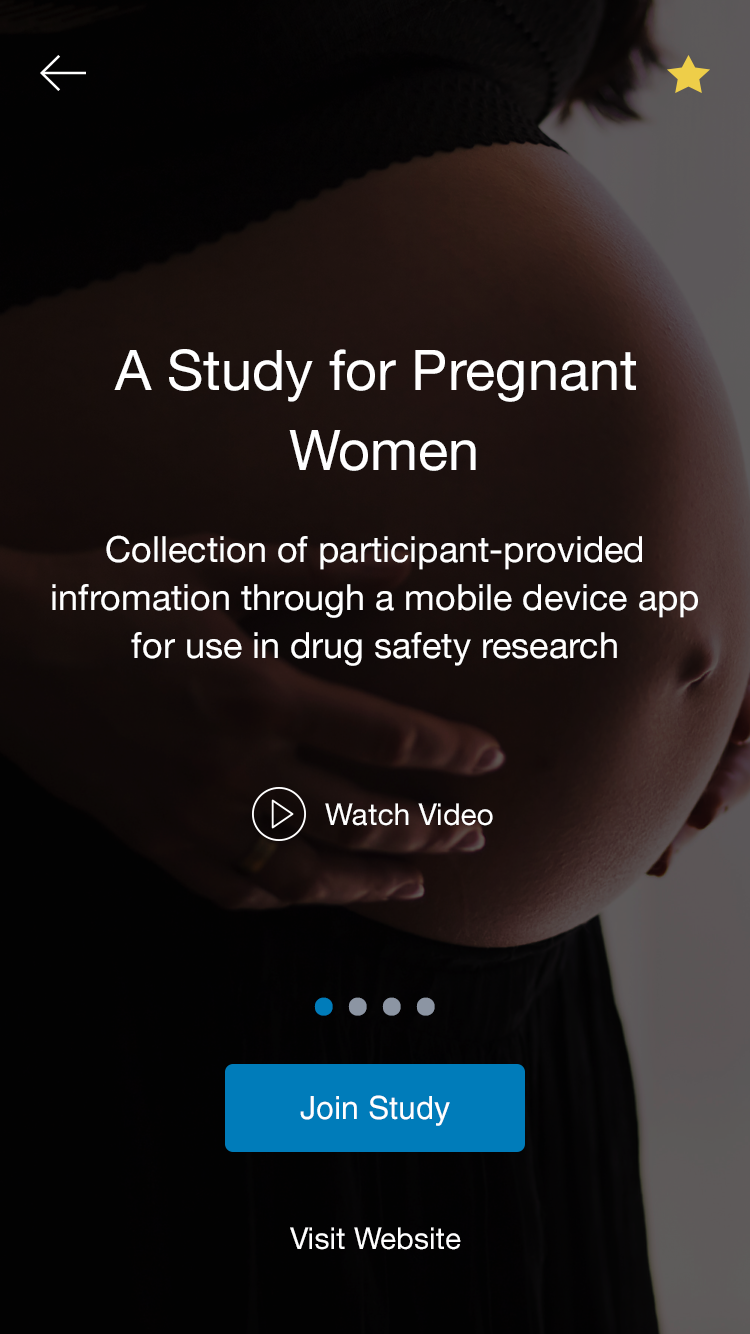 A Study for Pregnant
Women
Collection of participant-provided
infromation through a mobile device app
for use in drug safety research
Watch Video
Join Study
Visit Website